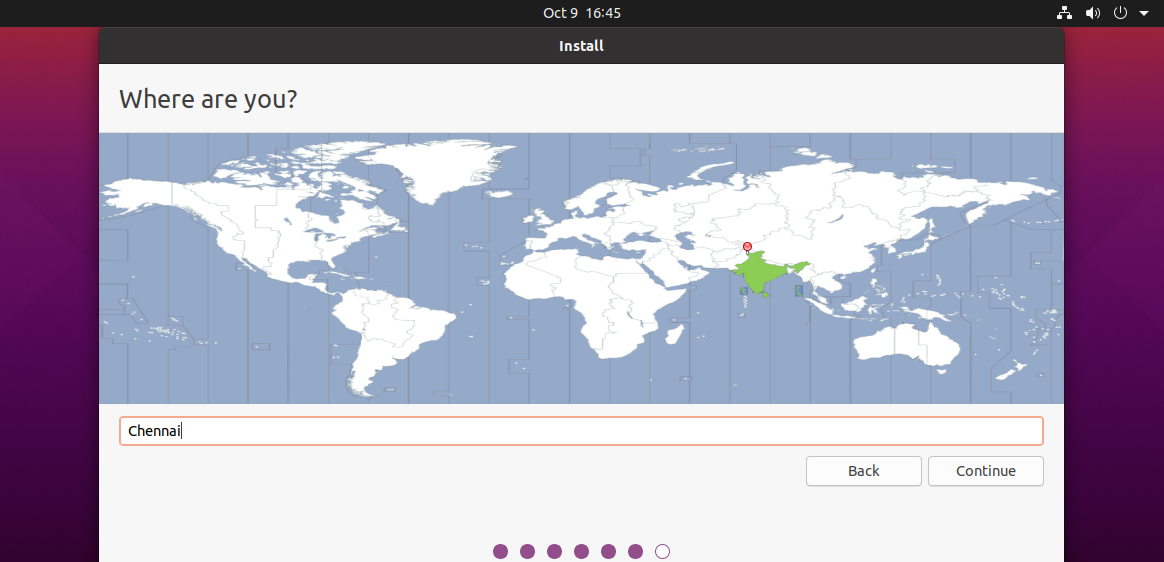 Oct 9 16:45
Install
Where are you?
Chennai
Back
Continue